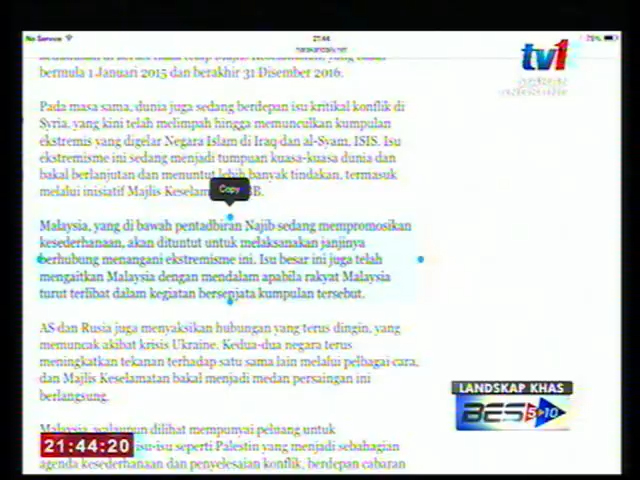 No Service
21:44
75%
harakahdaily.net
bermula 1 Januari 2015 dan berakhir 31 Disember 2016.
Pada masa sama, dunia juga sedang berdepan isu kritikal konflik di
Syria, yang kini telah melimpah hingga memunculkan kumpulan
ekstremis yang digelar Negara Islam di Iraq dan al-Syam, ISIS. Isu
ekstremisme ini sedang menjadi tumpuan kuasa-kuasa dunia dan
bakal berlanjutan dan menuntut lebih banyak tindakan, termasuk
melalui inisiatif Majlis Keselam
Copy
Malaysia, yang di bawah pentadbiran Najib sedang mempromosikan
kesederhanaan, akan dituntut untuk melaksanakan janjinya
berhubung menangani ekstremisme ini. Isu besar ini juga telah
mengaitkan Malaysia dengan mendalam apabila rakyat Malaysia
turut terlibat dalam kegiatan bersenjata kumpulan tersebut.
AS dan Rusia juga menyaksikan hubungan yang terus dingin, yang
memuncak akibat krisis Ukraine. Kedua-dua negara terus
meningkatkan tekanan terhadap satu sama lain melalui pelbagai cara,
dan Majlis Keselamatan bakal menjadi medan persaingan ini
berlangsung.
Malaysia, walaupun dilihat mempunyai peluang untuk
isu-isu seperti Palestin yang menjadi sebahagian
agenda kesederhanaan dan penyelesaian konflik, berdepan cabaran
tv1
LANDSKAP KHAS
BES 5➤10
21:44:20